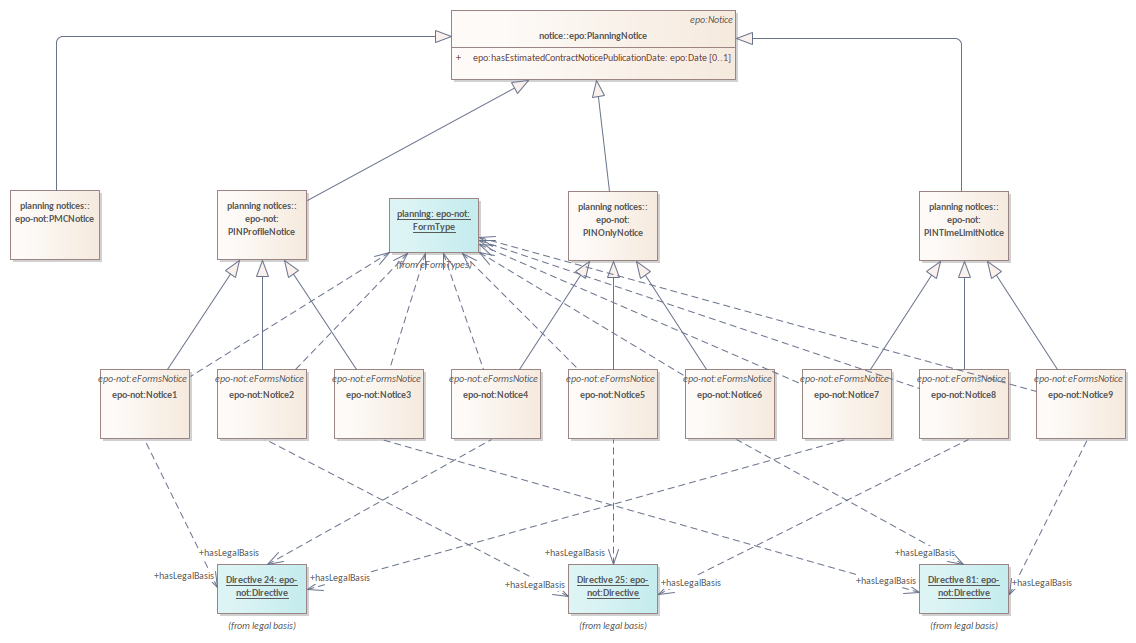 epo:Notice
notice::epo:PlanningNotice
+ epo:hasEstimatedContractNoticePublicationDate: epo:Date [0..1]
planning notices::
epo-not:PMCNotice
planning notices::
epo-not:
PINProfileNotice
planning: epo-not:
FormType
(from eFormTypes)
planning notices::
epo-not:
PINOnlyNotice
planning notices::
epo-not:
PINTimeLimitNotice
epo-not:eFormsNotice
epo-not:Notice1
epo-not:eFormsNotice
epo-not:Notice2
epo-not:eFormsNotice
epo-not:Notice3
epo-not:eFormsNotice
epo-not:Notice4
epo-not:eFormsNotice
epo-not:Notice5
epo-not:eFormsNotice
epo-not:Notice6
epo-not:eFormsNotice
epo-not:Notice7
epo-not:eFormsNotice
epo-not:Notice8
epo-not:eFormsNotice
epo-not:Notice9
+hasLegalBasis
+hasLegalBasis
+hasLegalBasis
+hasLegalBasis
+hasLegalBasis
+hasLegalBasis
+hasLegalBasis
+hasLegalBasis
+hasLegalBasis
Directive 24: epo-
not:Directive
(from legal basis)
Directive 25: epo-
not:Directive
(from legal basis)
Directive 81: epo-
not:Directive
(from legal basis)